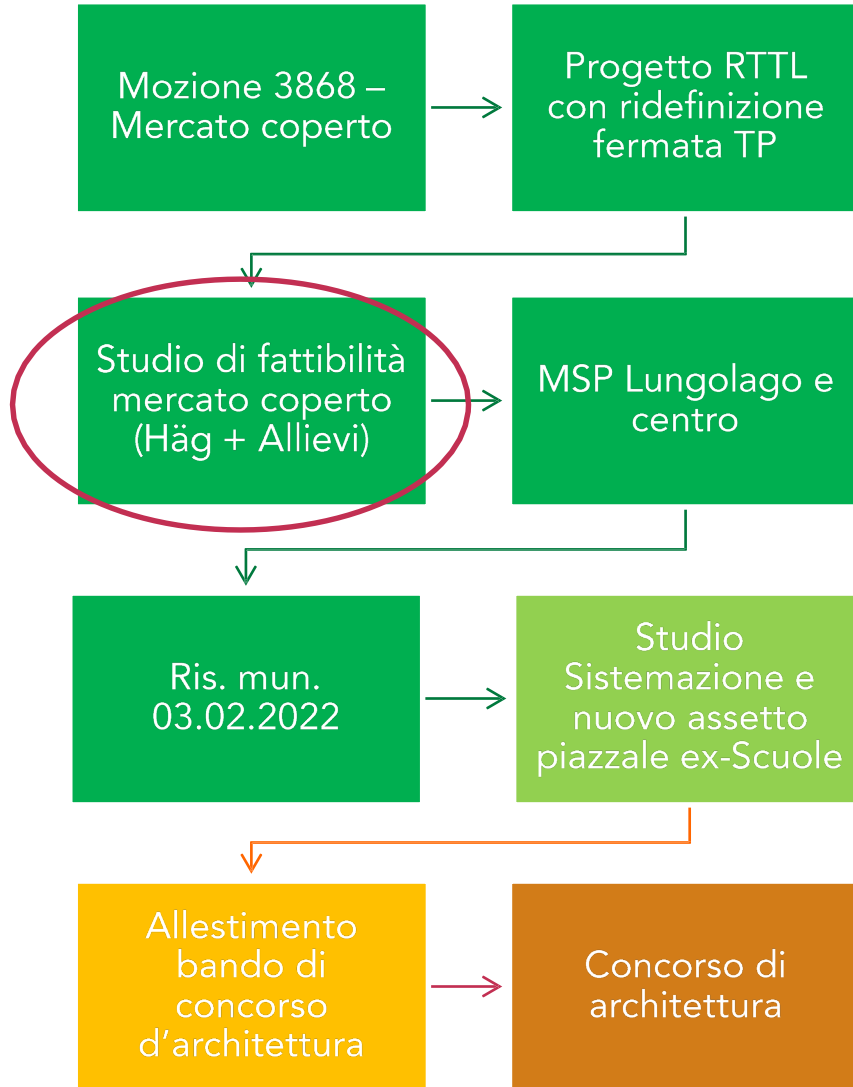 Mozione 3868 –
Mercato coperto
Progetto RTTL
con ridefinizione
fermata TP
Studio di fattibilità
mercato coperto
(Häg + Allievi)
MSP Lungolago e
centro
Ris. mun.
03.02.2022
Studio
Sistemazione e
nuovo assetto
piazzale ex-Scuole
Allestimento
bando di
concorso
d'architettura
Concorso di
architettura